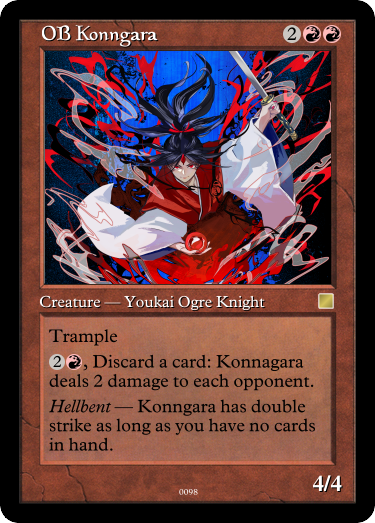 OB Konngara 2
Creature — Youkai Ogre Knight
Trample
2, Discard a card: Konnagara
deals 2 damage to each opponent.
Hellbent — Konngara has double
strike as long as you have no cards
in hand.
4/4
0098